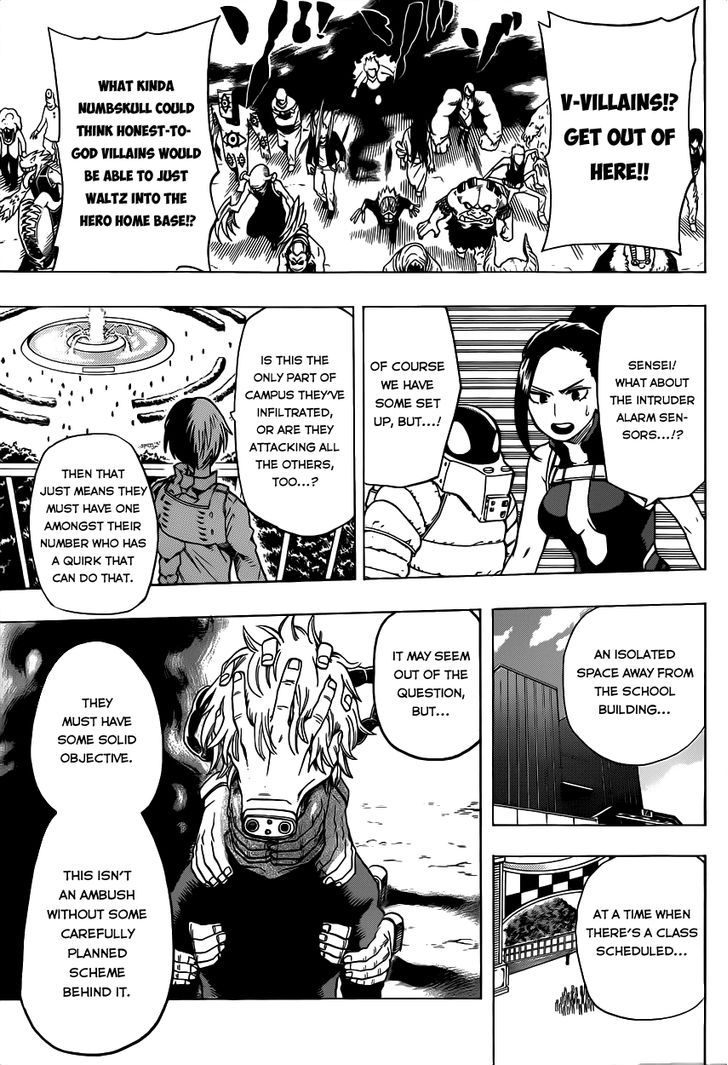 V-VILLAINS!?
GET OUT OF
HERE!!
WHAT KINDA
NUMBSKULL COULD
THINK HONEST-TO-
GOD VILLAINS WOULD
BE ABLE TO JUST
WALTZ INTO THE
HERO HOME BASE!?
SENSEI!
WHAT ABOUT
THE INTRUDER
ALARM SEN-
SORS...!?
OF COURSE
WE HAVE
SOME SET
UP, BUT...!
IS THIS THE
ONLY PART OF
CAMPUS THEY'VE
INFILTRATED,
OR ARE THEY
ATTACKING ALL
THE OTHERS,
TOO...?
THEN THAT
JUST MEANS THEY
MUST HAVE ONE
AMONGST THEIR
NUMBER WHO HAS
A QUIRK THAT
CAN DO THAT.
AN ISOLATED
SPACE AWAY FROM
THE SCHOOL
BUILDING...
AT A TIME WHEN
THERE'S A CLASS
SCHEDULED...
IT MAY SEEM
OUT OF THE
QUESTION,
BUT...
THEY
MUST HAVE
SOME SOLID
OBJECTIVE.
THIS ISN'T
AN AMBUSH
WITHOUT SOME
CAREFULLY
PLANNED
SCHEME
BEHIND IT.